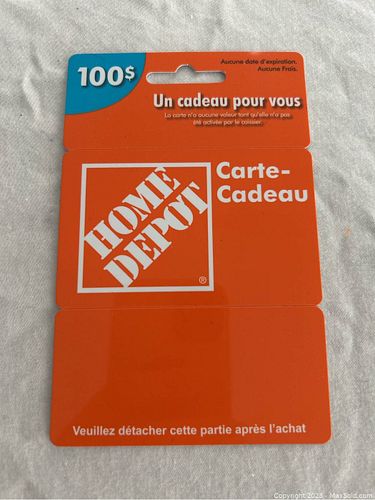 Aucune date d'expiration.
Aucune Frais.
100$
Un cadeau pour vous
La carte n'a aucune valeur tant qu'elle n'a pas
été activée par le caissier.
Carte-
Cadeau
HOME
DEPOT
®
Veuillez détacher cette partie après l'achat
Copyright 2023 - MaxSold.com